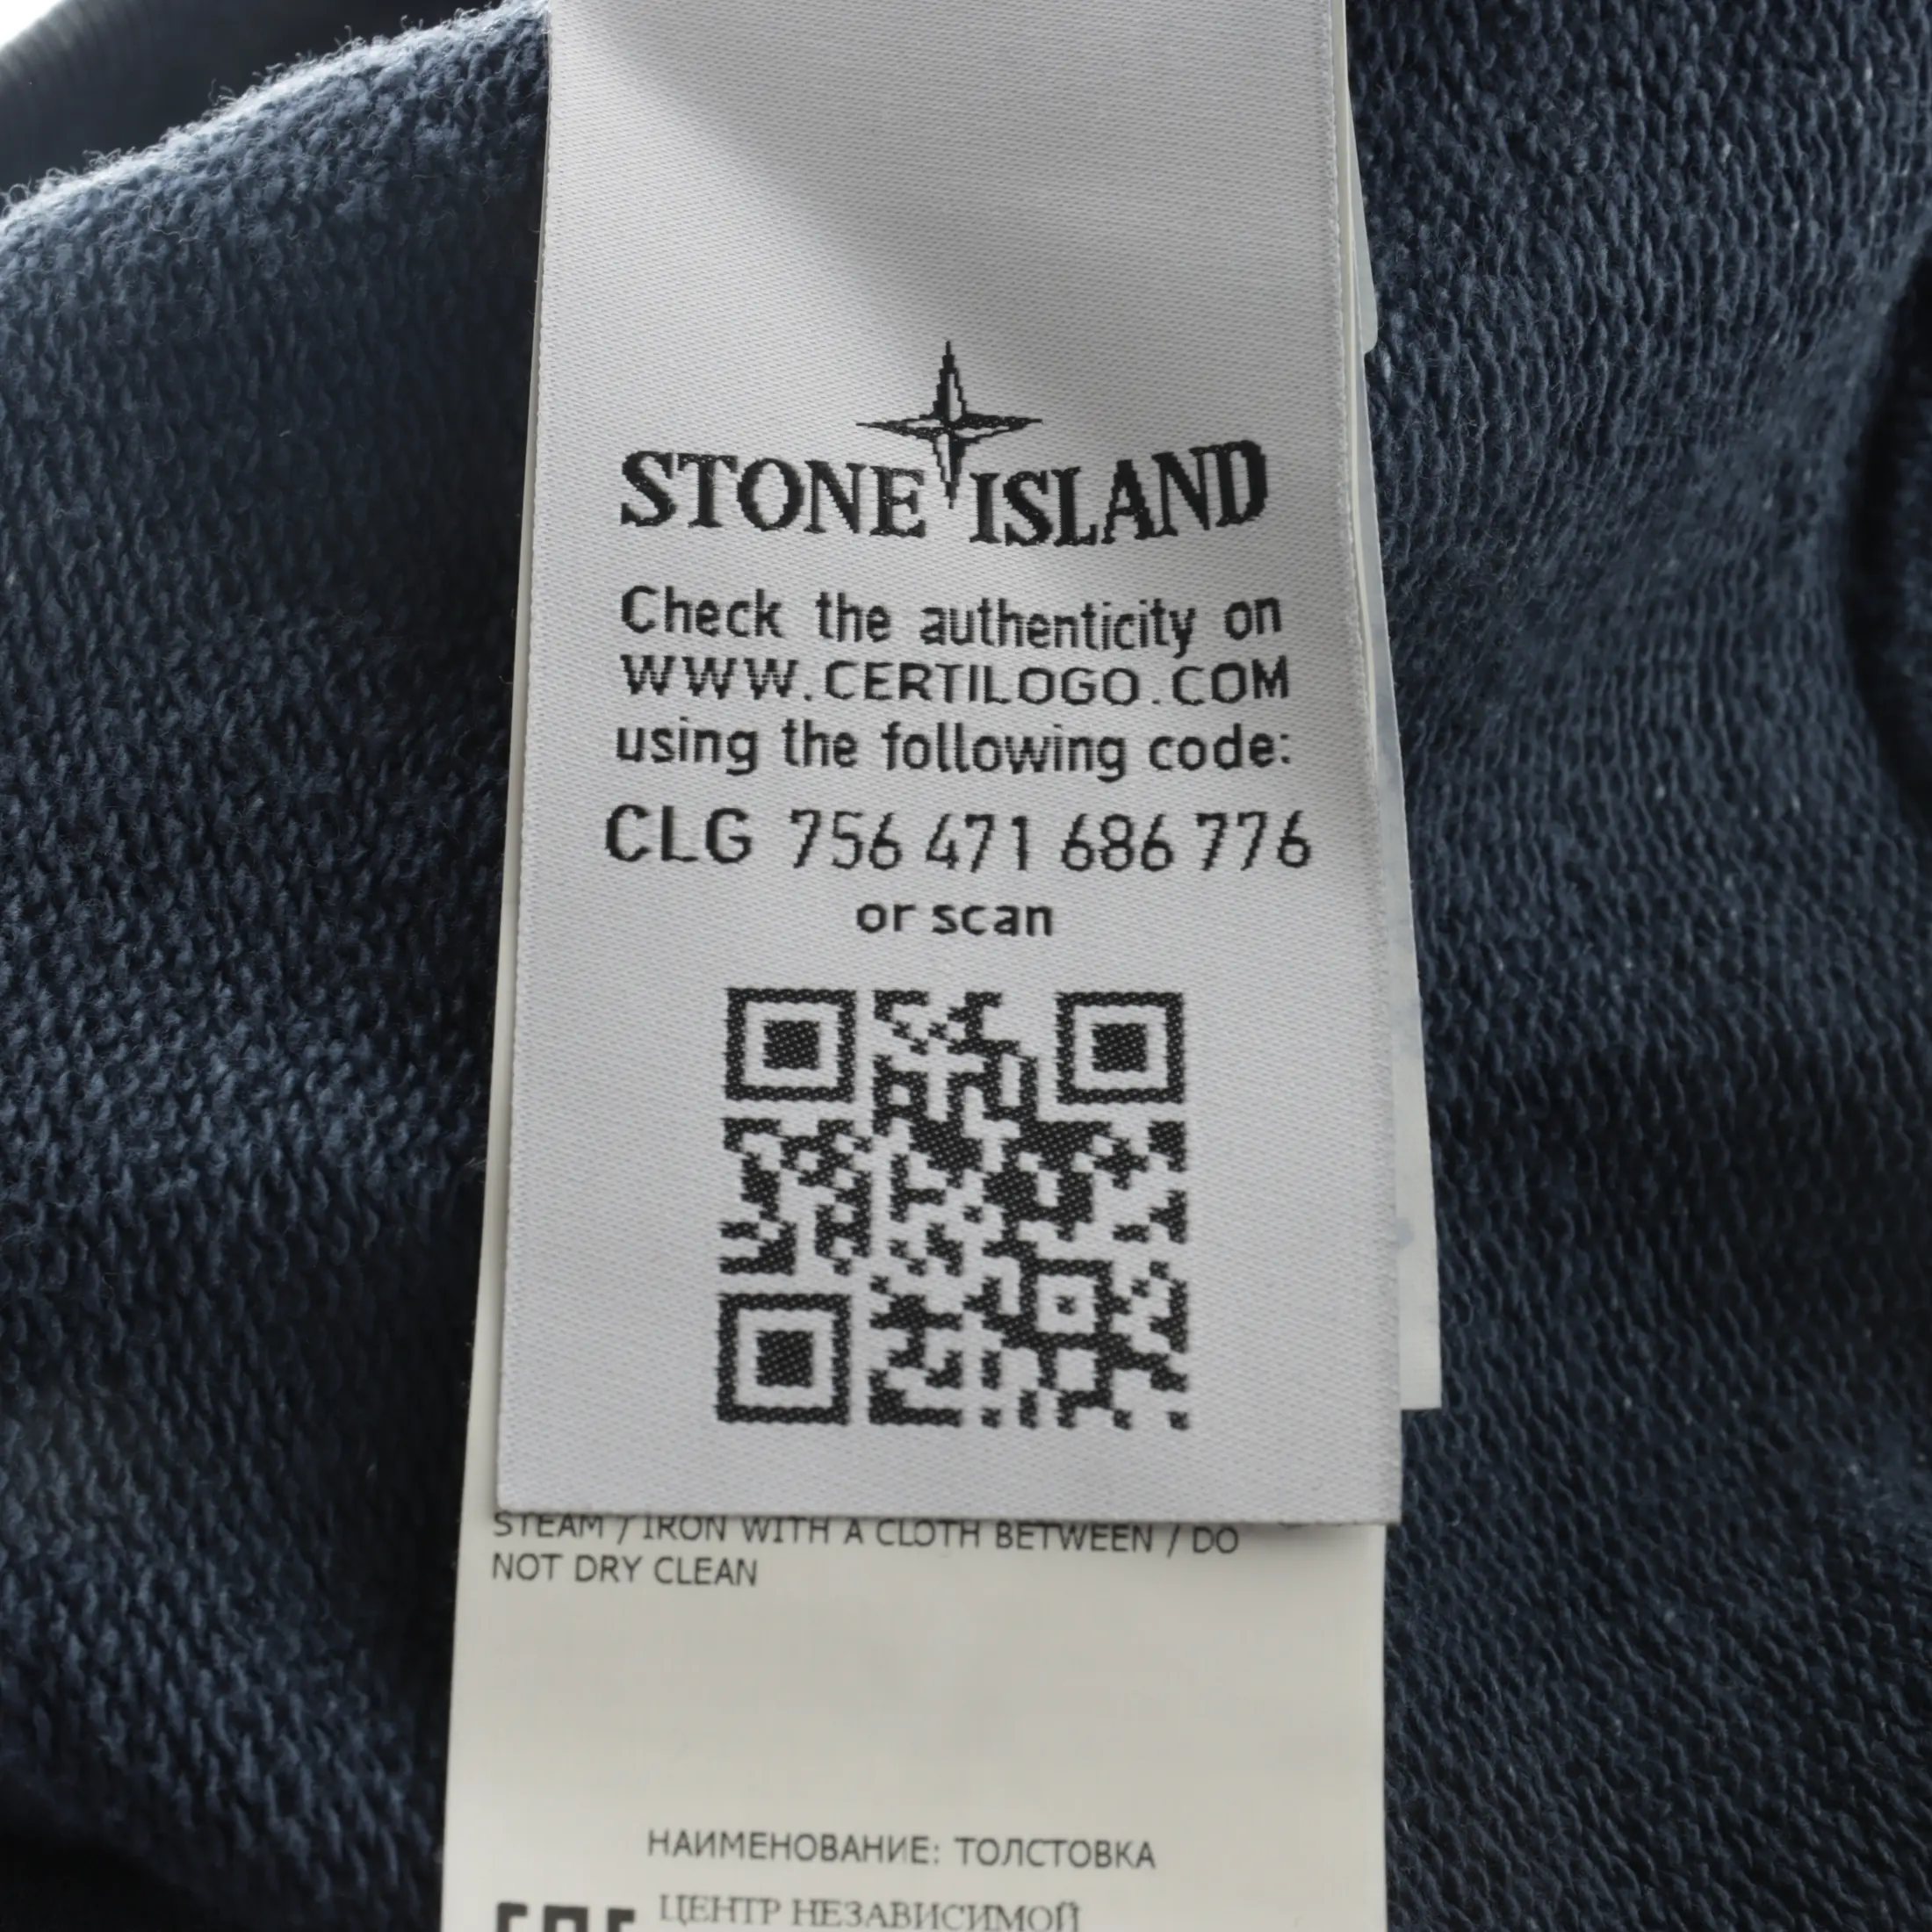 STONE ISLAND
Check the authenticity on
WWW.CERTILOGO.COM
using the following code:
CLG 756 471 686 776
or scan
STEAM / IRON WITH A CLOTH BETWEEN / DO
NOT DRY CLEAN
НАИМЕНОВАНИЕ: ТОЛСТОВКА
ЦЕНТР НЕЗАВИСИМОЙ